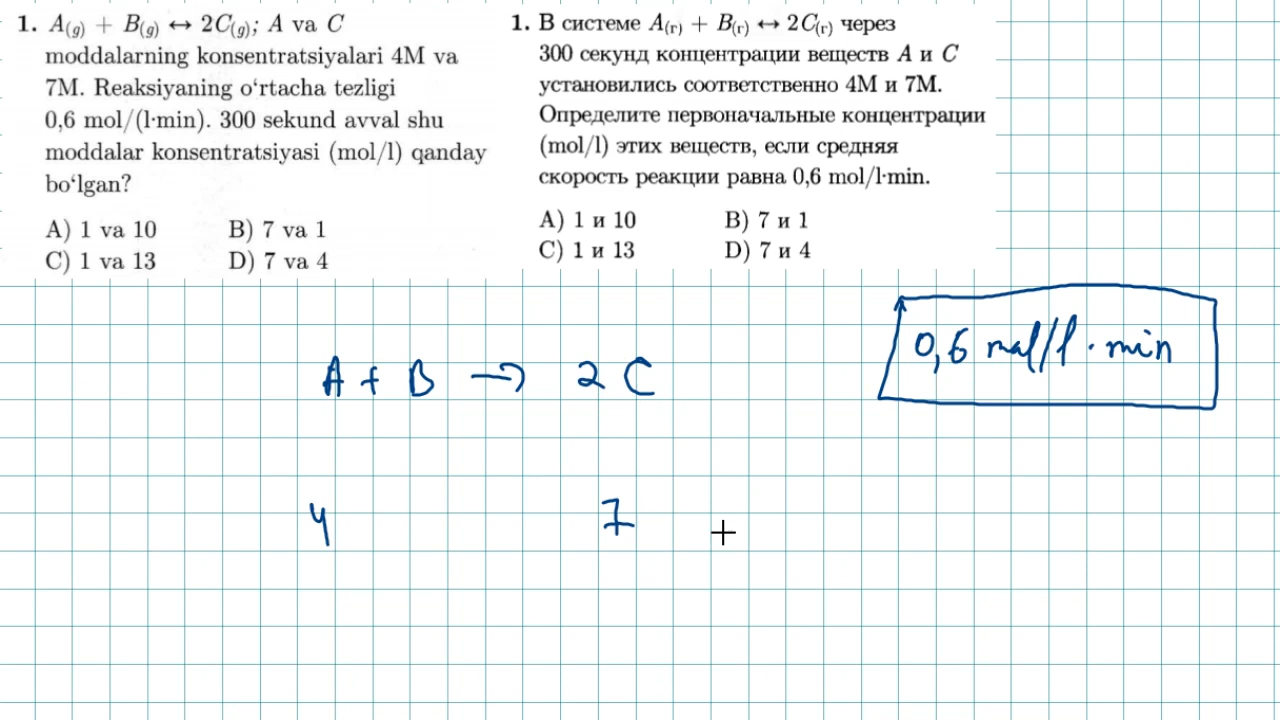 1. A(g) + B(g) ↔ 2C(g); A va C
moddalarning konsentratsiyalari 4M va
7M. Reaksiyaning o‘rtacha tezligi
0,6 mol/(l·min). 300 sekund avval shu
moddalar konsentratsiyasi (mol/l) qanday
bo‘lgan?
A) 1 va 10 B) 7 va 1
C) 1 va 13 D) 7 va 4
1. В системе A(г) + B(г) ↔ 2C(г) через
300 секунд концентрации веществ A и C
установились соответственно 4M и 7M.
Определите первоначальные концентрации
(mol/l) этих веществ, если средняя
скорость реакции равна 0,6 mol/l·min.
A) 1 и 10 B) 7 и 1
C) 1 и 13 D) 7 и 4
0,6 mol/l · min
A + B → 2 C
4 7